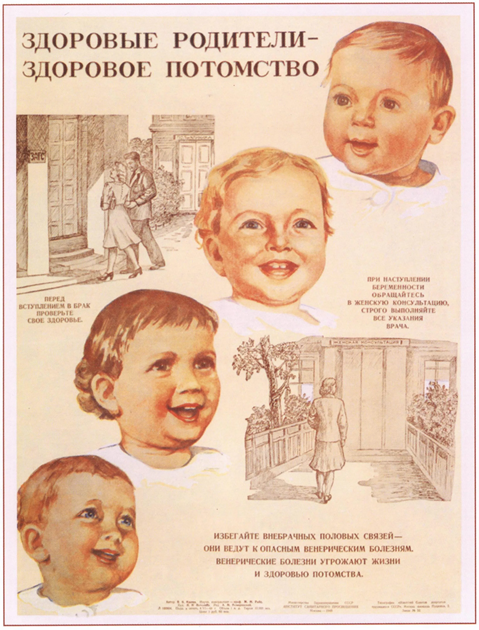 ЗДОРОВЫЕ РОДИТЕЛИ–
ЗДОРОВОЕ ПОТОМСТВО
ЗАГС
ПЕРЕД
ВСТУПЛЕНИЕМ В БРАК
ПРОВЕРЬТЕ
СВОЕ ЗДОРОВЬЕ.
ПРИ НАСТУПЛЕНИИ
БЕРЕМЕННОСТИ
ОБРАЩАЙТЕСЬ
В ЖЕНСКУЮ КОНСУЛЬТАЦИЮ,
СТРОГО ВЫПОЛНЯЙТЕ
ВСЕ УКАЗАНИЯ
ВРАЧА.
ЖЕНСКАЯ КОНСУЛЬТАЦИЯ
ИЗБЕГАЙТЕ ВНЕБРАЧНЫХ ПОЛОВЫХ СВЯЗЕЙ—
ОНИ ВЕДУТ К ОПАСНЫМ ВЕНЕРИЧЕСКИМ БОЛЕЗНЯМ.
ВЕНЕРИЧЕСКИЕ БОЛЕЗНИ УГРОЖАЮТ ЖИЗНИ
И ЗДОРОВЬЮ ПОТОМСТВА.